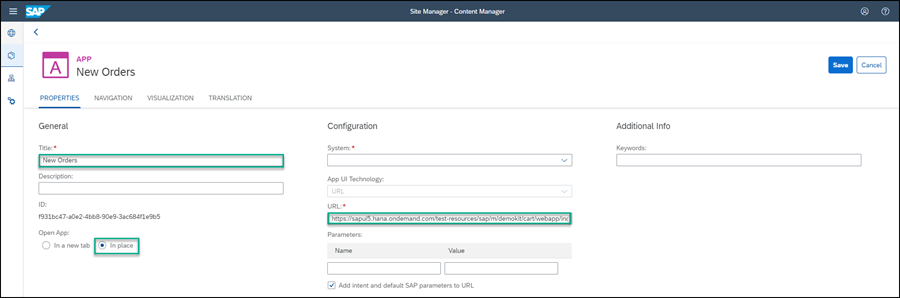 SAP
Site Manager - Content Manager
APP
A
New Orders
Save
Cancel
PROPERTIES
NAVIGATION
VISUALIZATION
TRANSLATION
General
Title: *
New Orders
Description:
ID:
f931bc47-a0e2-4bb8-90e9-3ac684f1e9b5
Open App:
In a new tab
In place
Configuration
System: *
App UI Technology:
URL
URL: *
https://sapui5.hana.ondemand.com/test-resources/sap/m/demokit/cart/webapp/ind
Parameters:
Name
Value
Add intent and default SAP parameters to URL
Additional Info
Keywords: